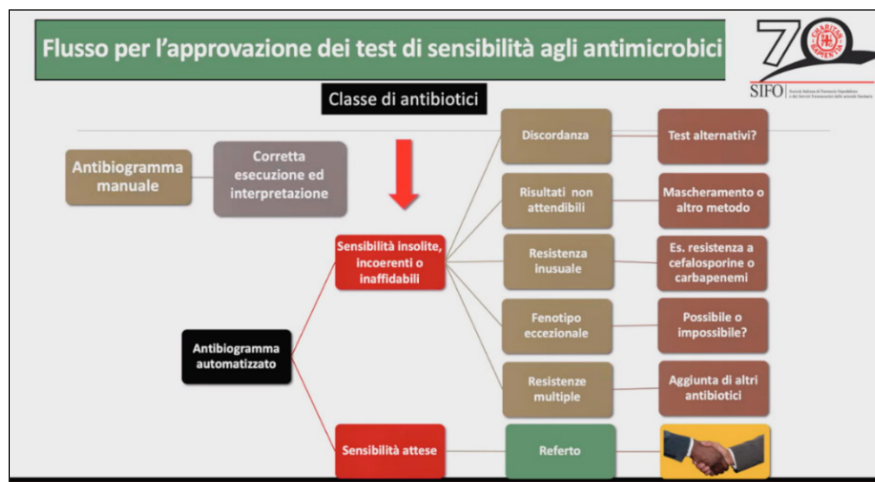 Flusso per l'approvazione dei test di sensibilità agli antimicrobici
70
SIFO
Classe di antibiotici
Antibiogramma
manuale
Corretta
esecuzione ed
interpretazione
Discordanza
Test alternativi?
Risultati non
attendibili
Mascheramento o
altro metodo
Sensibilità insolite,
incoerenti o
inaffidabili
Resistenza
inusuale
Es. resistenza a
cefalosporine o
carbapenemi
Fenotipo
eccezionale
Possibile o
impossibile?
Antibiogramma
automatizzato
Resistenze
multiple
Aggiunta di altri
antibiotici
Sensibilità attese
Referto